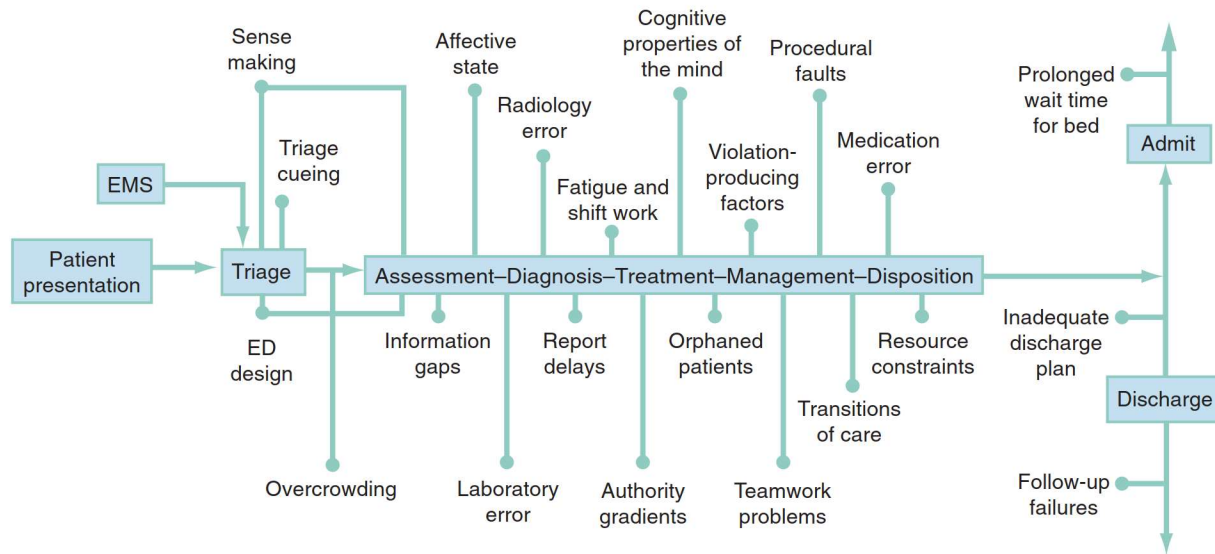 Sense
making
Affective
state
Cognitive
properties of
the mind
Procedural
faults
Prolonged
wait time
for bed
Radiology
error
Triage
cueing
Fatigue and
shift work
Violation-
producing
factors
Medication
error
Admit
EMS
Patient
presentation
Triage
Assessment–Diagnosis–Treatment–Management–Disposition
ED
design
Information
gaps
Report
delays
Orphaned
patients
Resource
constraints
Inadequate
discharge
plan
Transitions
of care
Discharge
Overcrowding
Laboratory
error
Authority
gradients
Teamwork
problems
Follow-up
failures